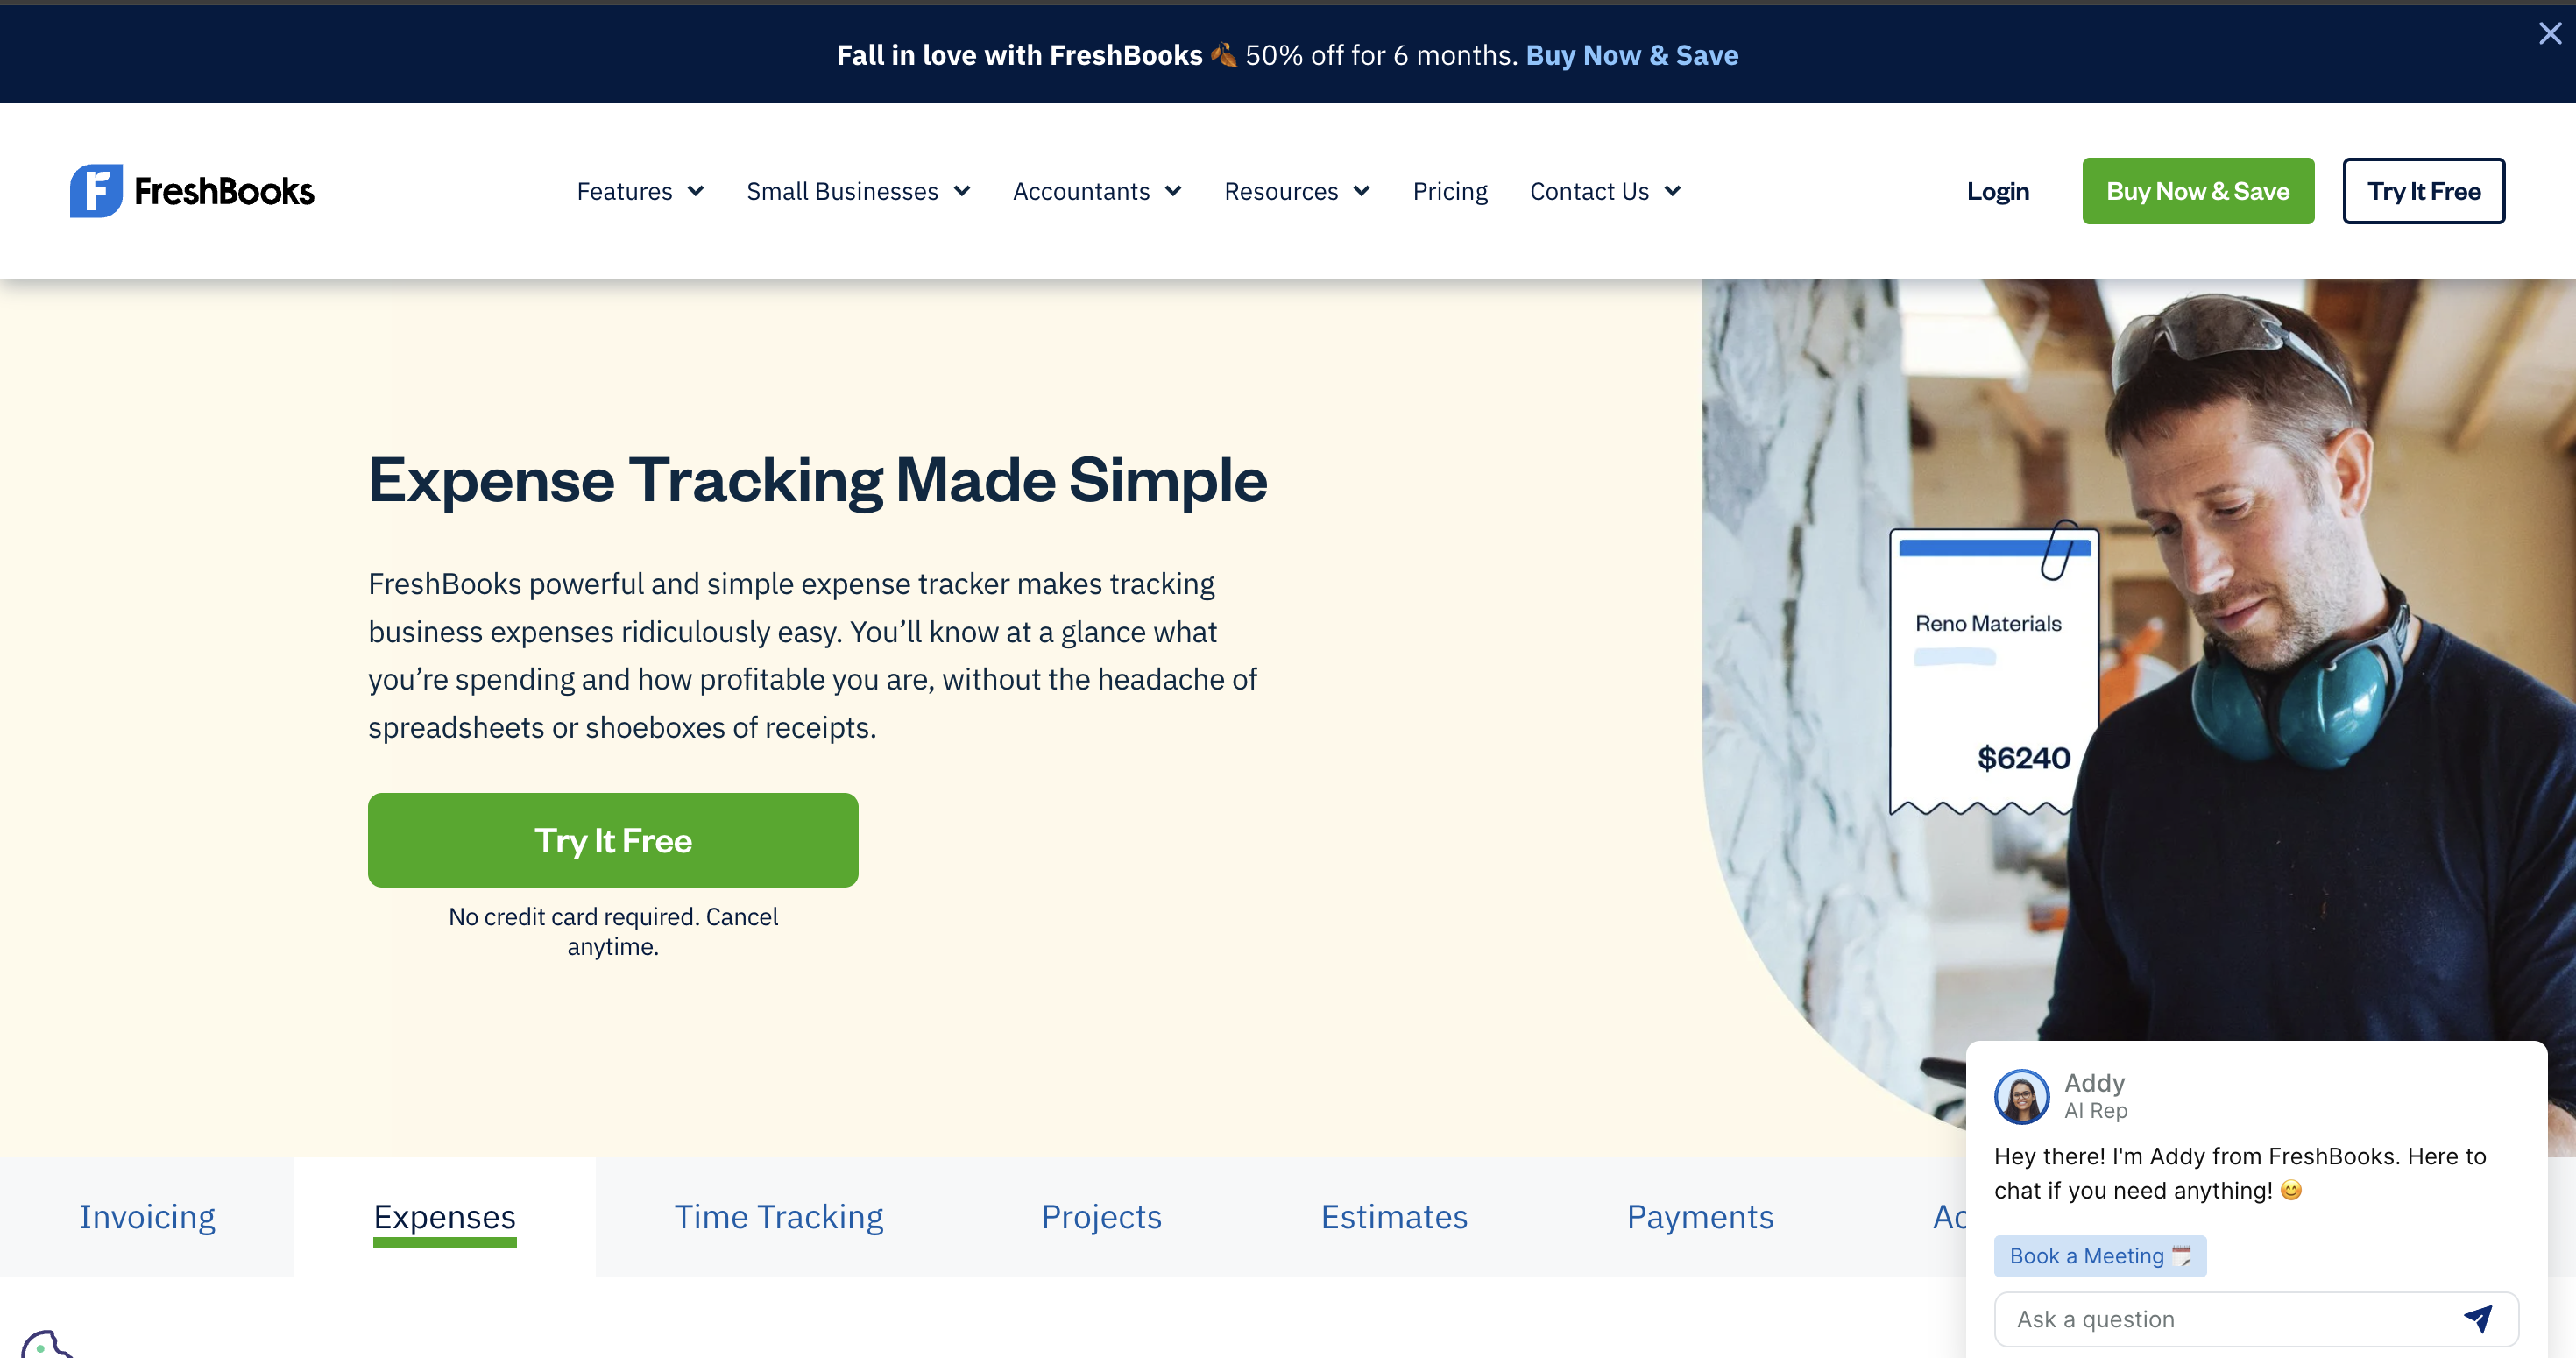 Fall in love with FreshBooks 🍂 50% off for 6 months. Buy Now & Save
FreshBooks
Features
Small Businesses
Accountants
Resources
Pricing
Contact Us
Login
Buy Now & Save
Try It Free
Expense Tracking Made Simple
FreshBooks powerful and simple expense tracker makes tracking
business expenses ridiculously easy. You’ll know at a glance what
you’re spending and how profitable you are, without the headache of
spreadsheets or shoeboxes of receipts.
Try It Free
No credit card required. Cancel
anytime.
Reno Materials
$6240
Invoicing
Expenses
Time Tracking
Projects
Estimates
Payments
Addy
AI Rep
Hey there! I'm Addy from FreshBooks. Here to
chat if you need anything! 😊
Book a Meeting 🗓️
Ask a question